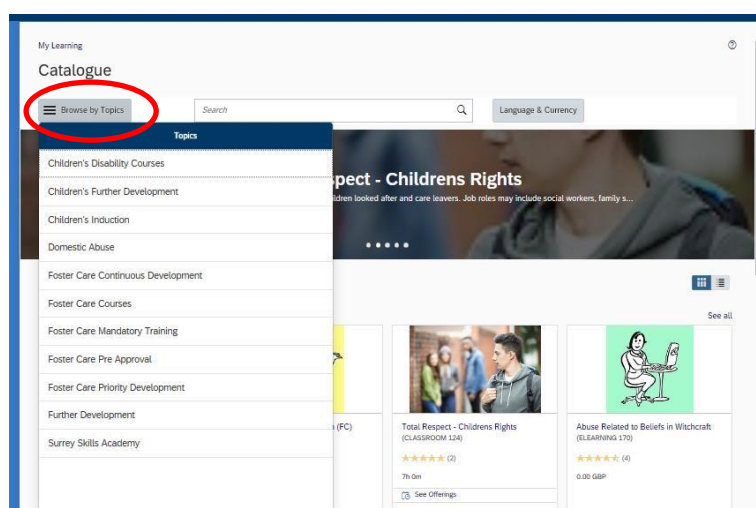 My Learning
Catalogue
Browse by Topics
Search
Language & Currency
Topics
Children's Disability Courses
Children's Further Development
Children's Induction
Domestic Abuse
Foster Care Continuous Development
Foster Care Courses
Foster Care Mandatory Training
Foster Care Pre Approval
Foster Care Priority Development
Further Development
Surrey Skills Academy
pect - Childrens Rights
ildren looked after and care leavers. Job roles may include social workers, family s...
See all
(FC)
Total Respect - Childrens Rights
(CLASSROOM 124)
(2)
7h 0m
See Offerings
Abuse Related to Beliefs in Witchcraft
(ELEARNING 170)
(4)
0.00 GBP